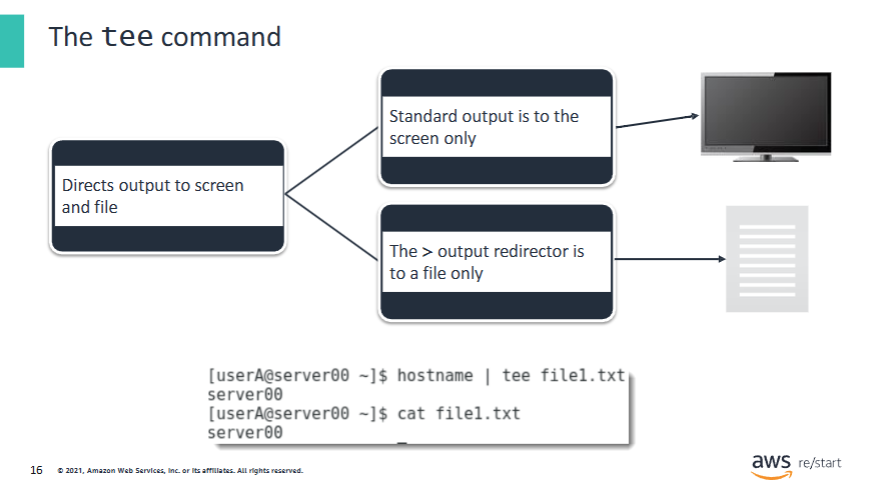 The tee command
Directs output to screen
and file
Standard output is to the
screen only
The > output redirector is
to a file only
[userA@server00 ~]$ hostname | tee file1.txt
server00
[userA@server00 ~]$ cat file1.txt
server00
16 © 2021, Amazon Web Services, Inc. or its affiliates. All rights reserved.
aws re/start